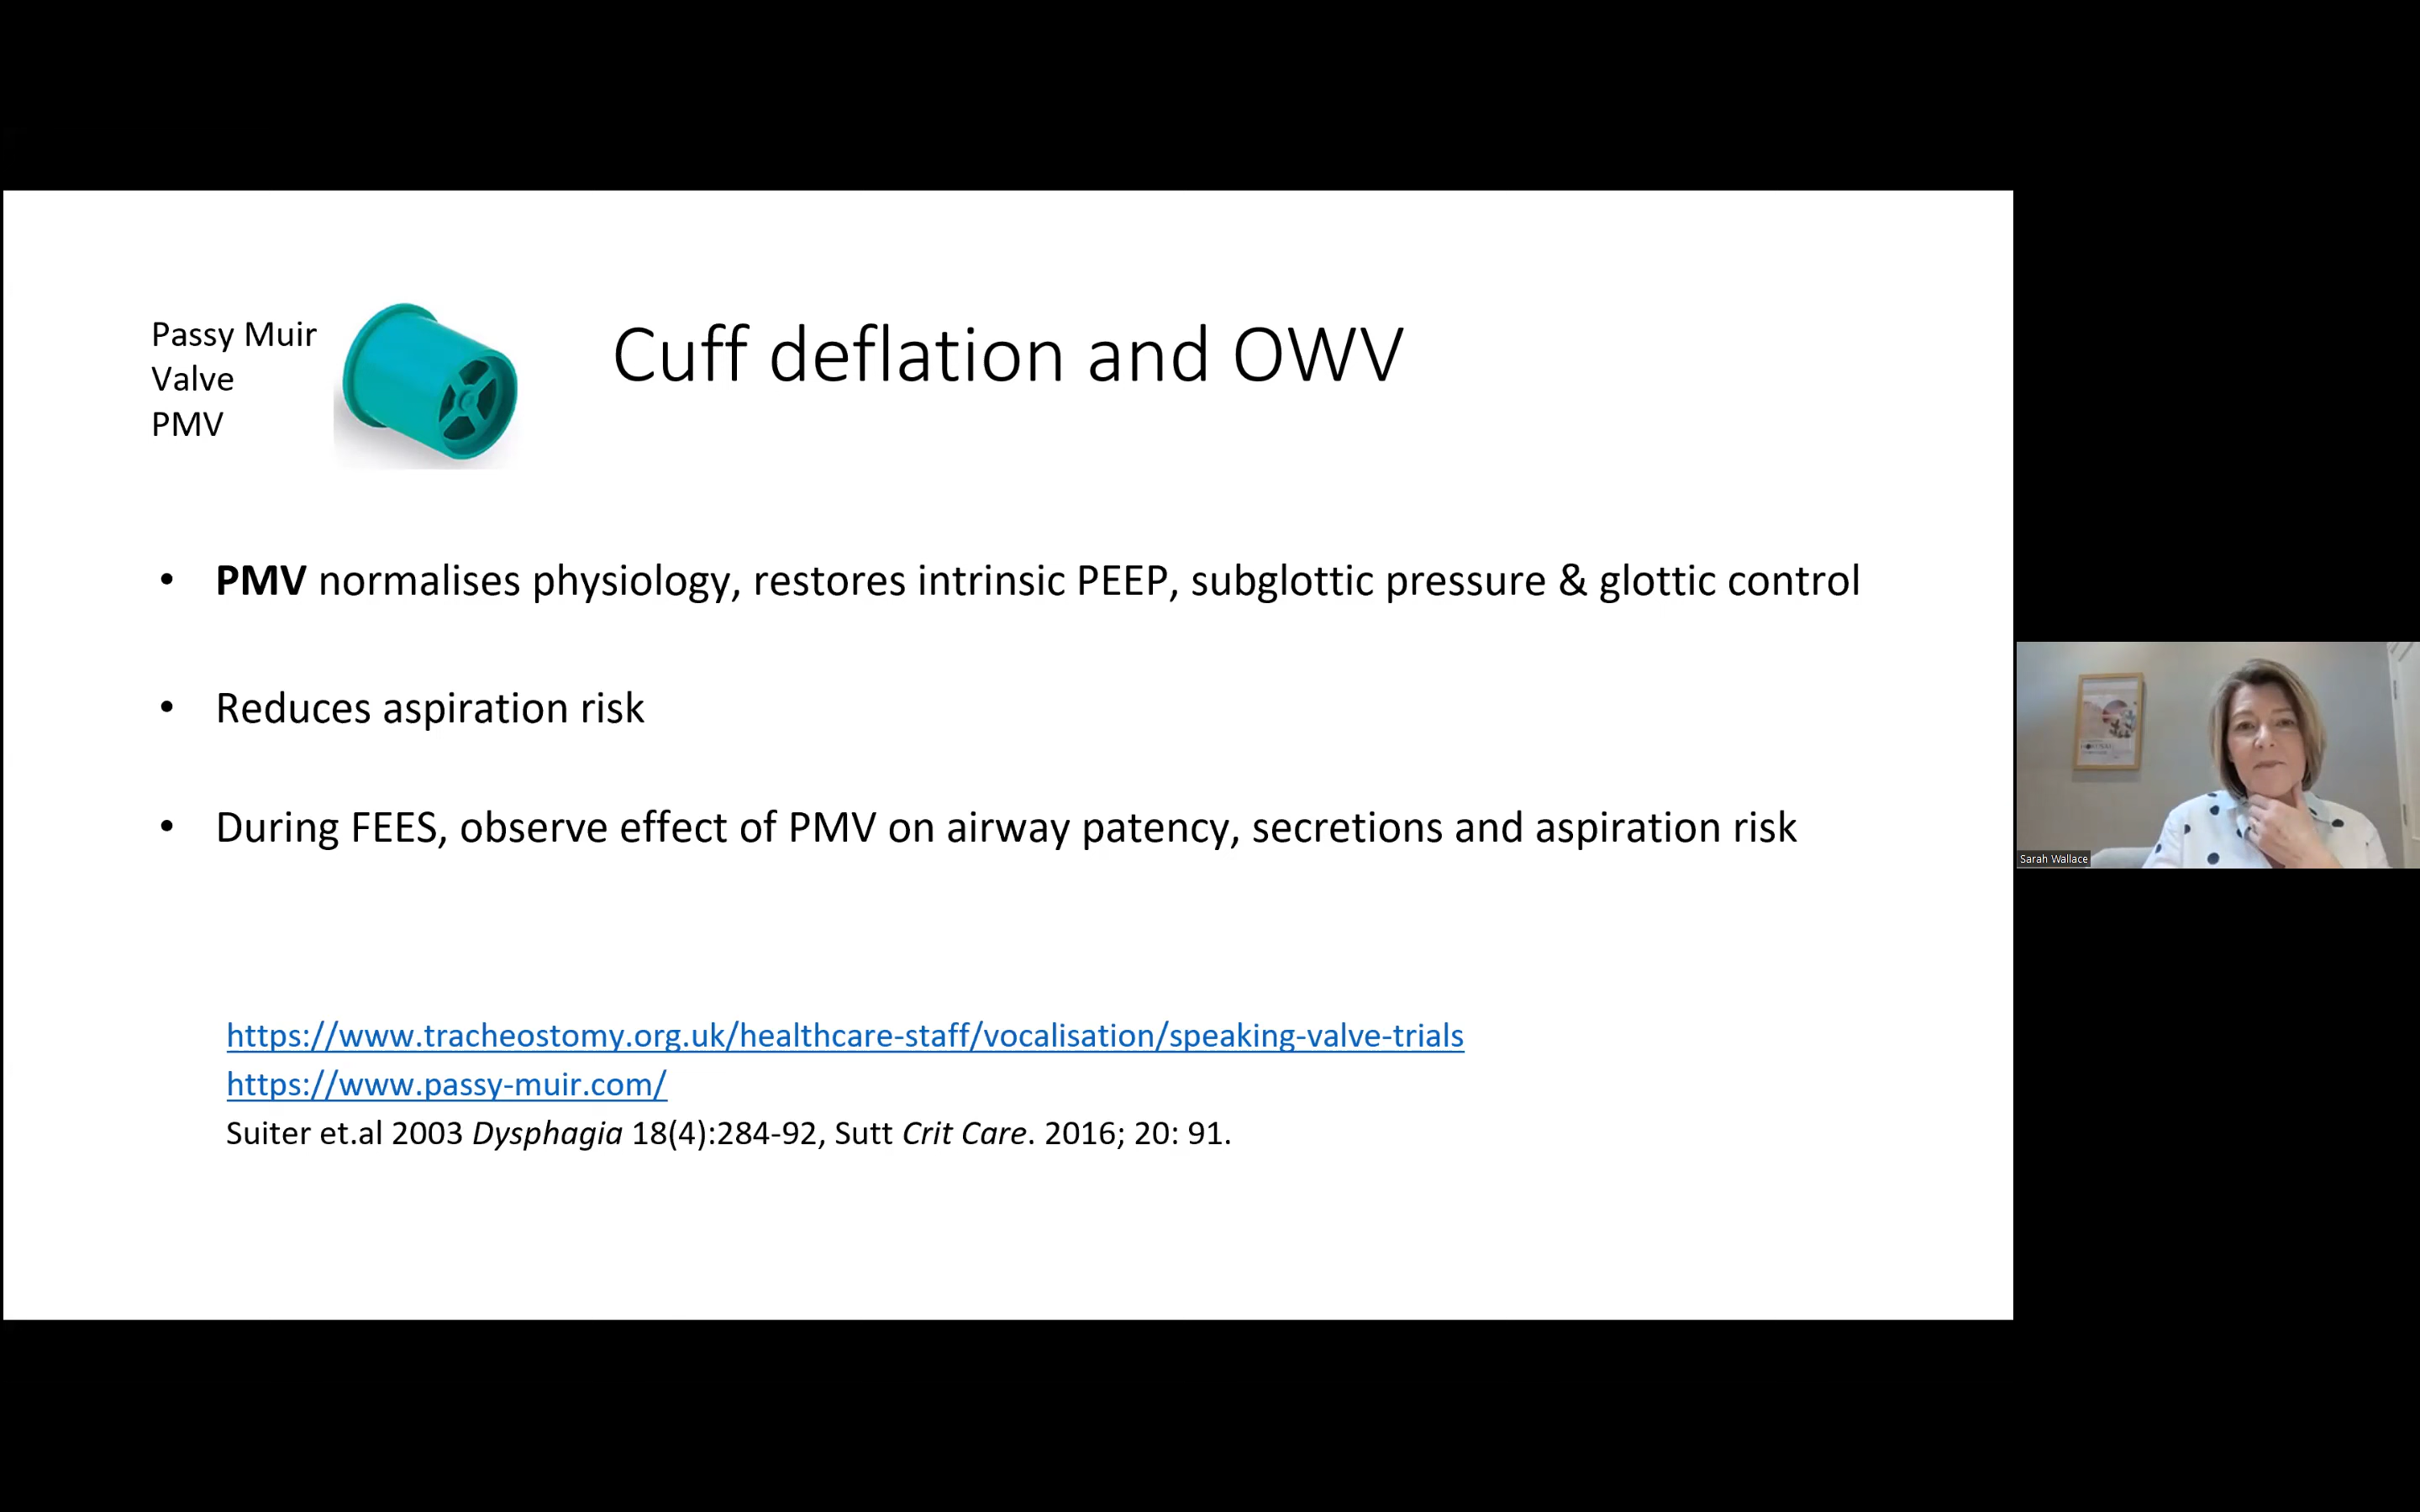 Passy Muir
Valve
PMV
Cuff deflation and OWV
• PMV normalises physiology, restores intrinsic PEEP, subglottic pressure & glottic control
• Reduces aspiration risk
• During FEES, observe effect of PMV on airway patency, secretions and aspiration risk
https://www.tracheostomy.org.uk/healthcare-staff/vocalisation/speaking-valve-trials
https://www.passy-muir.com/
Suiter et.al 2003 Dysphagia 18(4):284-92, Sutt Crit Care. 2016; 20: 91.
Sarah Wallace